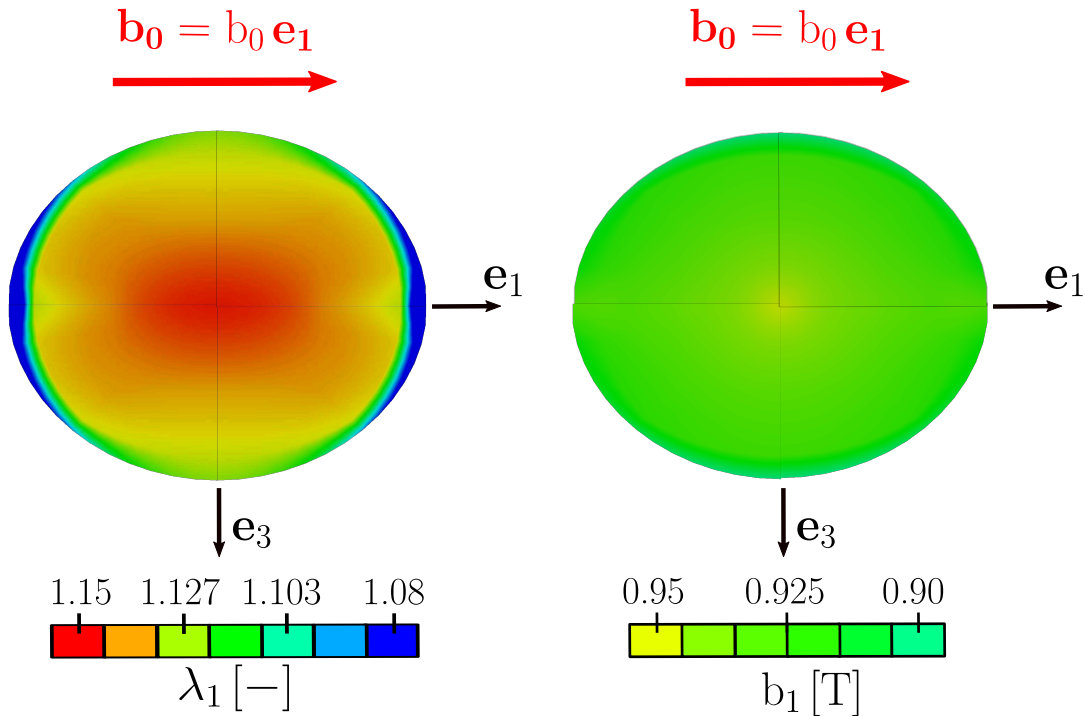 b₀ = b₀ e₁
b₀ = b₀ e₁
e₁
e₁
e₃
e₃
1.15 1.127 1.103 1.08
0.95 0.925 0.90
λ₁ [−]
b₁ [T]